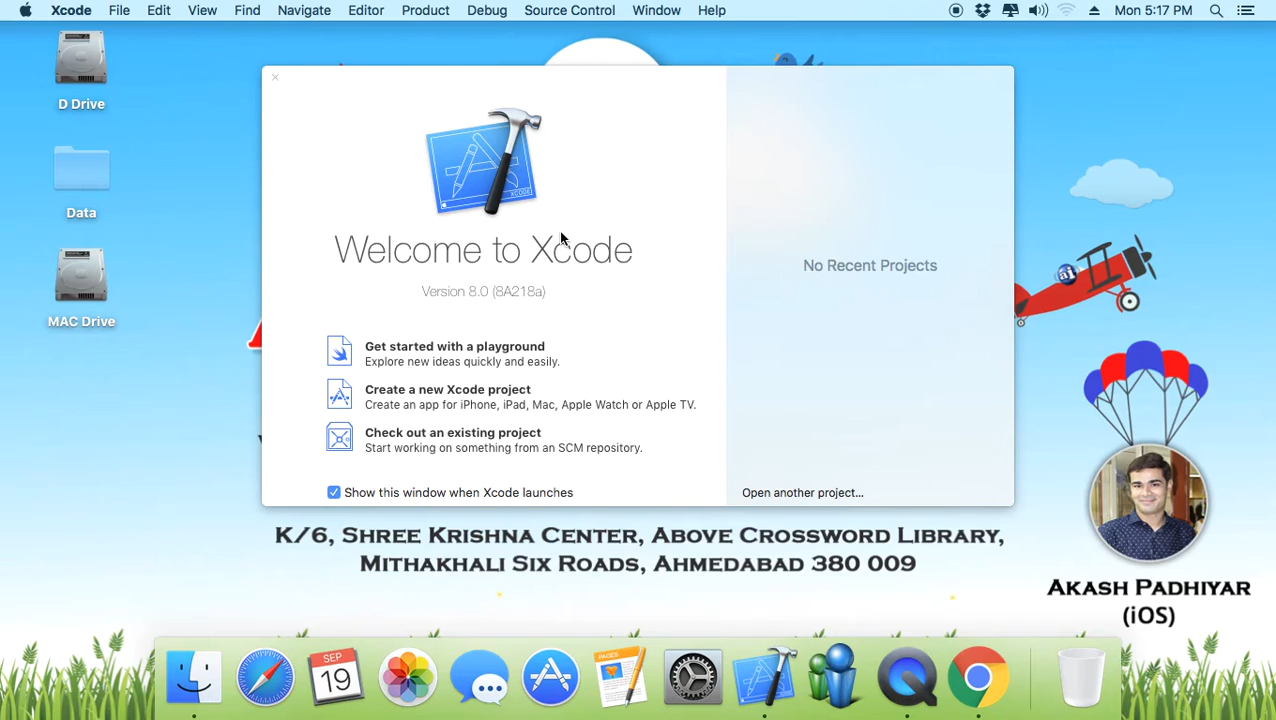 Xcode File Edit View Find Navigate Editor Product Debug Source Control Window Help Mon 5:17 PM
D Drive
Data
MAC Drive
XCODE
Welcome to Xcode
Version 8.0 (8A218a)
Get started with a playground
Explore new ideas quickly and easily.
Create a new Xcode project
Create an app for iPhone, iPad, Mac, Apple Watch or Apple TV.
Check out an existing project
Start working on something from an SCM repository.
Show this window when Xcode launches
No Recent Projects
Open another project...
ai
K/6, Shree Krishna Center, Above Crossword Library,
Mithakhali Six Roads, Ahmedabad 380 009
Akash Padhiyar
(iOS)
SEP
19
PAGES